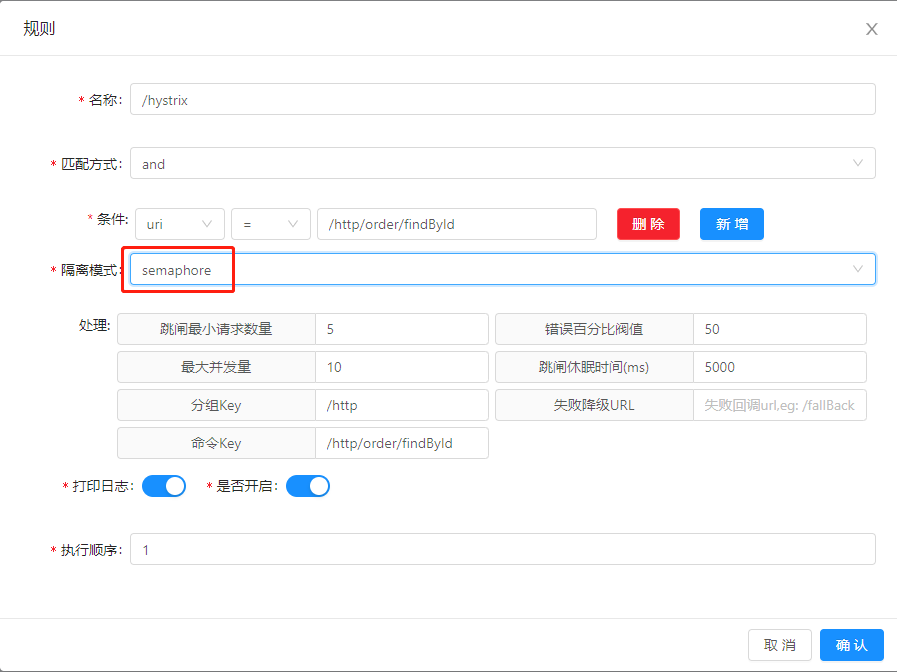 规则
* 名称: /hystrix
* 匹配方式: and
* 条件: uri = /http/order/findById 删 除 新 增
* 隔离模式: semaphore
处理: 跳闸最小请求数量 5 错误百分比阀值 50
最大并发量 10 跳闸休眠时间(ms) 5000
分组Key /http 失败降级URL 失败回调url,eg: /fallBack
命令Key /http/order/findById
* 打印日志: * 是否开启:
* 执行顺序: 1
取 消 确 认